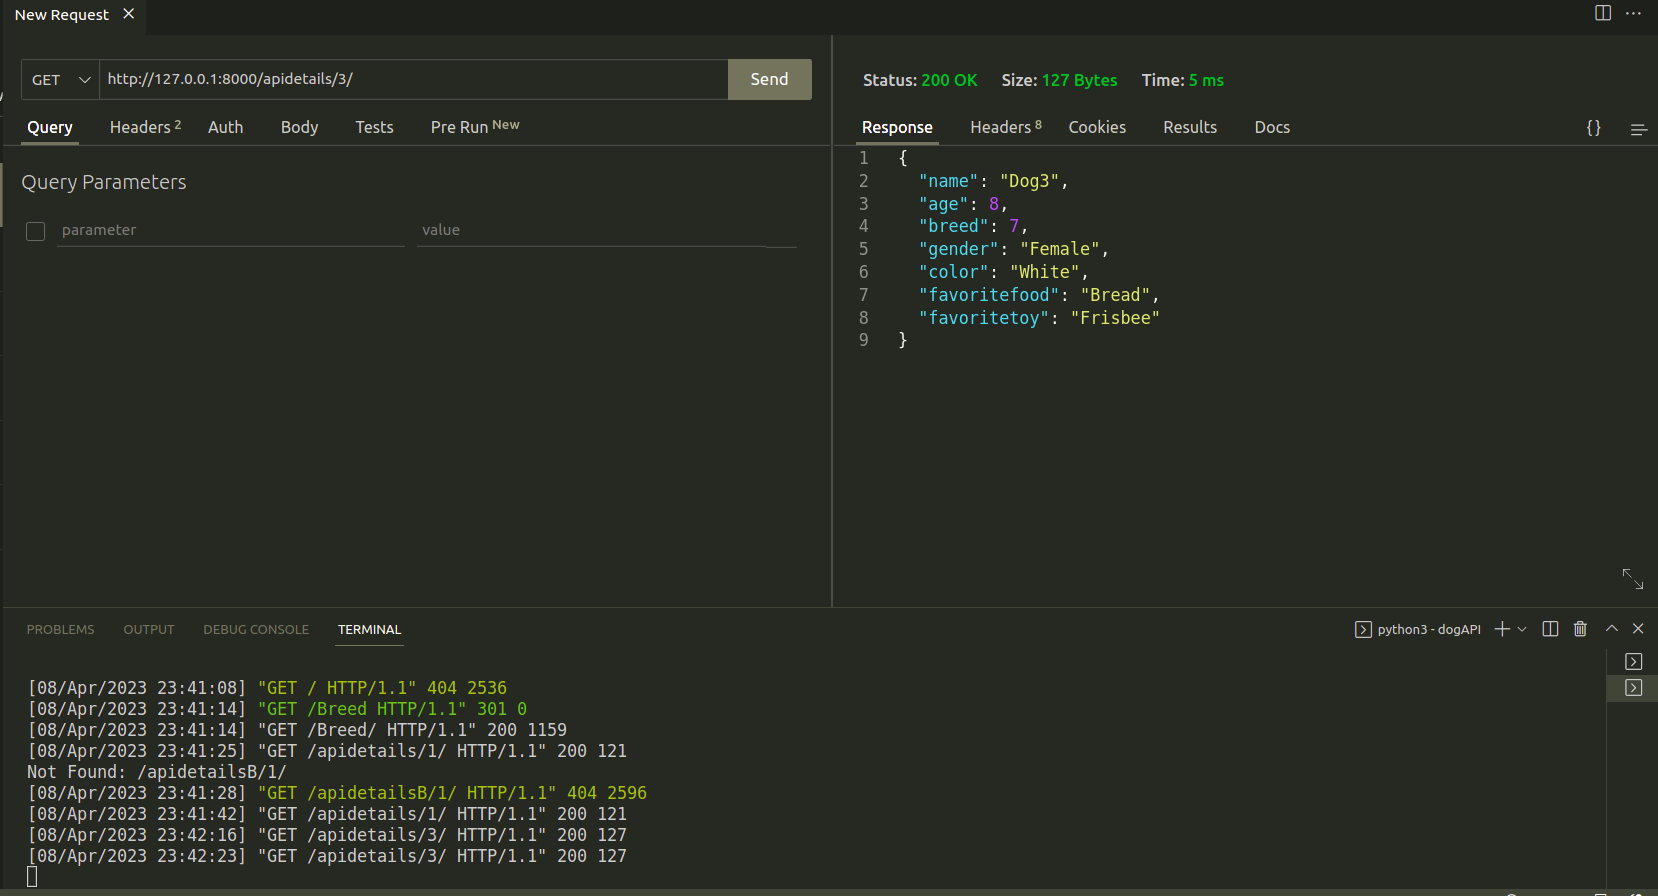 New Request
GET http://127.0.0.1:8000/apidetails/3/ Send
Query Headers 2 Auth Body Tests Pre Run New
Query Parameters
parameter value
Status: 200 OK Size: 127 Bytes Time: 5 ms
Response Headers 8 Cookies Results Docs {}
1 {
2 "name": "Dog3",
3 "age": 8,
4 "breed": 7,
5 "gender": "Female",
6 "color": "White",
7 "favoritefood": "Bread",
8 "favoritetoy": "Frisbee"
9 }
PROBLEMS OUTPUT DEBUG CONSOLE TERMINAL python3 - dogAPI
[08/Apr/2023 23:41:08] "GET / HTTP/1.1" 404 2536
[08/Apr/2023 23:41:14] "GET /Breed HTTP/1.1" 301 0
[08/Apr/2023 23:41:14] "GET /Breed/ HTTP/1.1" 200 1159
[08/Apr/2023 23:41:25] "GET /apidetails/1/ HTTP/1.1" 200 121
Not Found: /apidetailsB/1/
[08/Apr/2023 23:41:28] "GET /apidetailsB/1/ HTTP/1.1" 404 2596
[08/Apr/2023 23:41:42] "GET /apidetails/1/ HTTP/1.1" 200 121
[08/Apr/2023 23:42:16] "GET /apidetails/3/ HTTP/1.1" 200 127
[08/Apr/2023 23:42:23] "GET /apidetails/3/ HTTP/1.1" 200 127